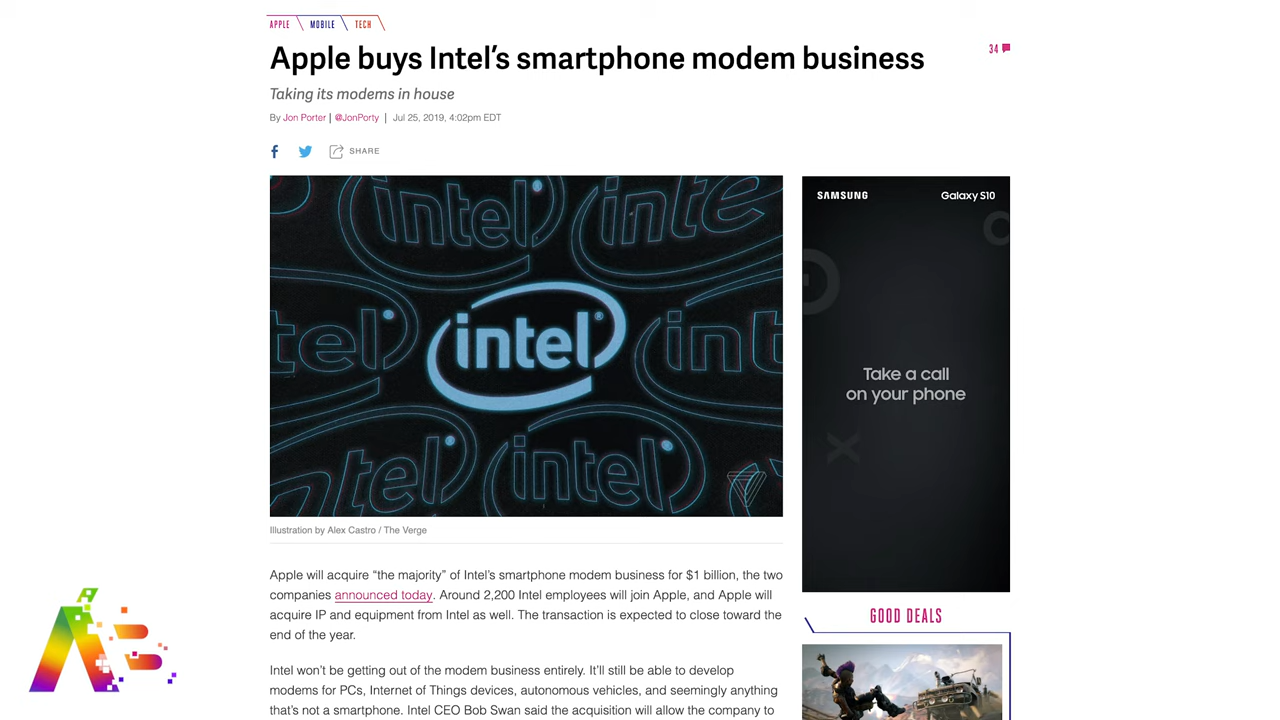 APPLE MOBILE TECH
Apple buys Intel's smartphone modem business
34
Taking its modems in house
By Jon Porter | @JonPorty | Jul 25, 2019, 4:02pm EDT
SHARE
intel® inte
intel® intel® int
intel® intel®
SAMSUNG Galaxy S10
Take a call
on your phone
Illustration by Alex Castro / The Verge
Apple will acquire “the majority” of Intel's smartphone modem business for $1 billion, the two
companies announced today. Around 2,200 Intel employees will join Apple, and Apple will
acquire IP and equipment from Intel as well. The transaction is expected to close toward the
end of the year.
GOOD DEALS
Intel won't be getting out of the modem business entirely. It'll still be able to develop
modems for PCs, Internet of Things devices, autonomous vehicles, and seemingly anything
that's not a smartphone. Intel CEO Bob Swan said the acquisition will allow the company to
AB